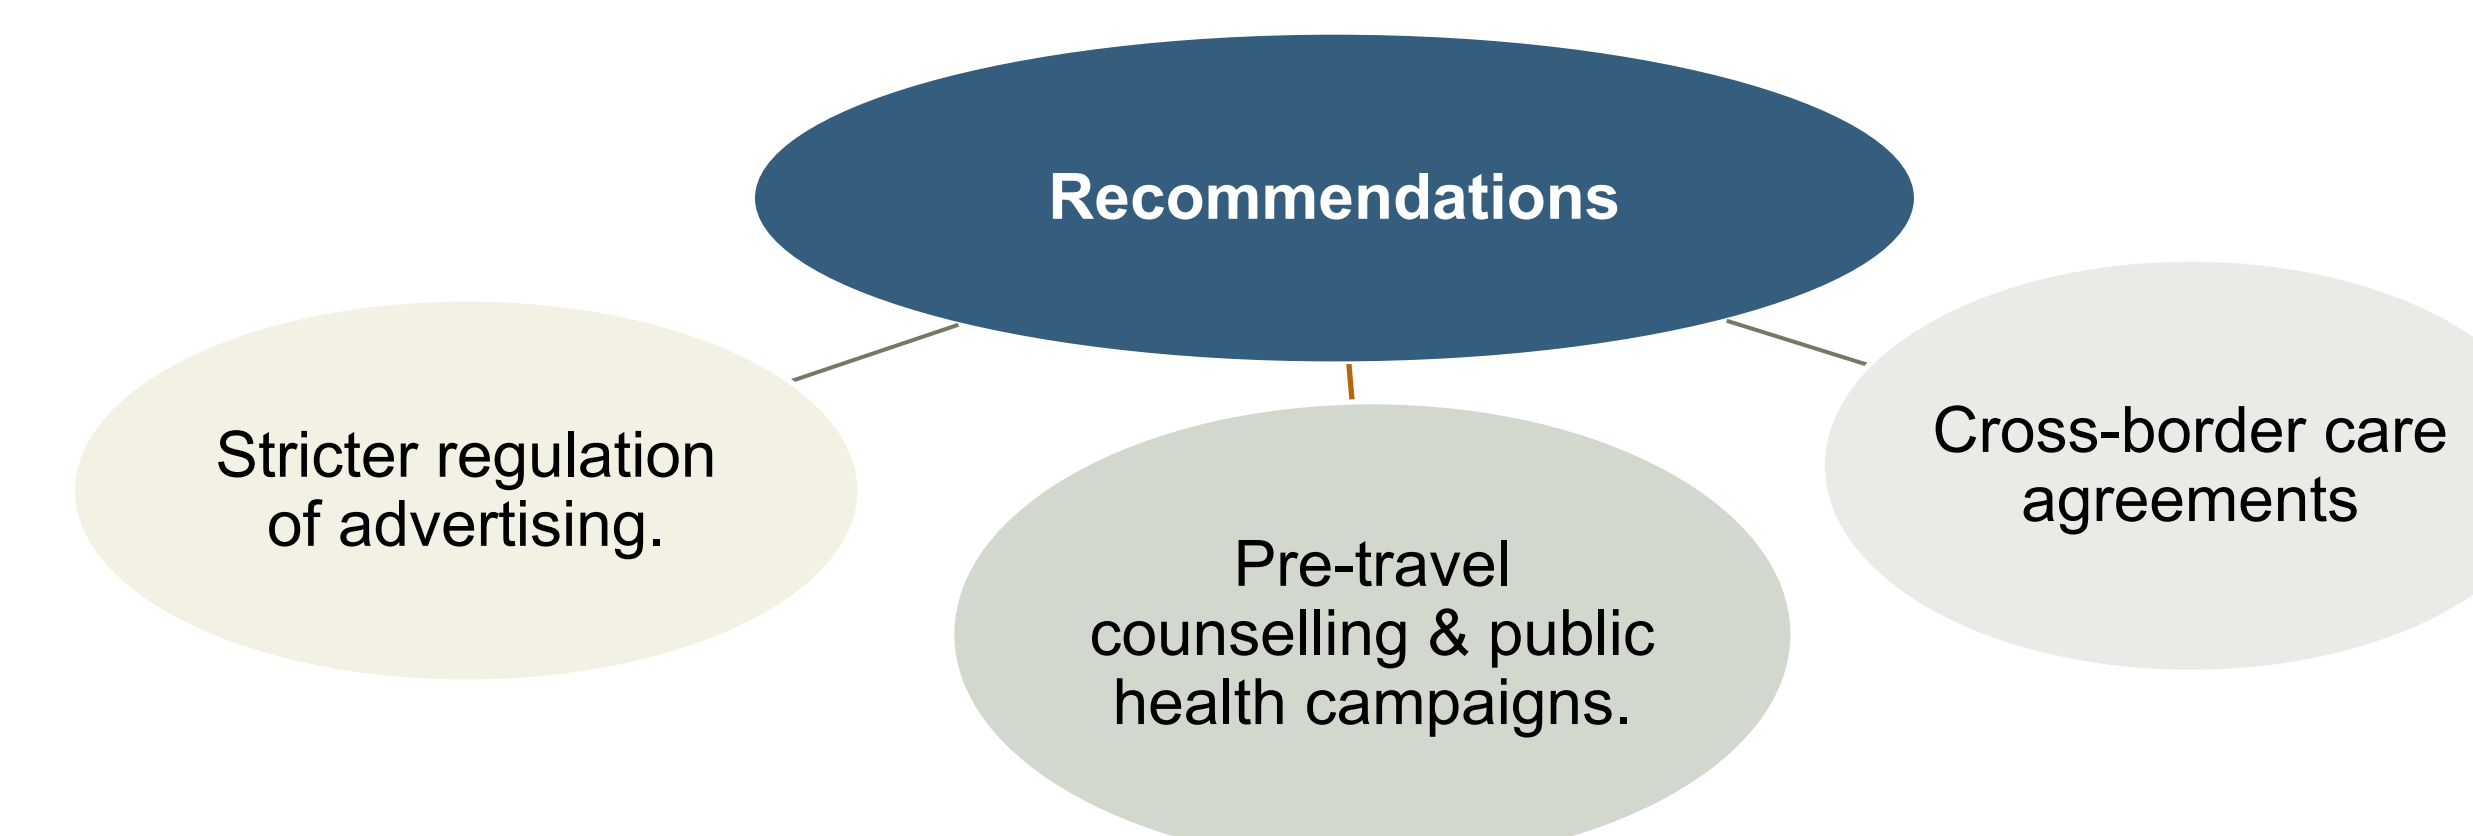 Recommendations
Stricter regulation
of advertising.
Pre-travel
counselling & public
health campaigns.
Cross-border care
agreements